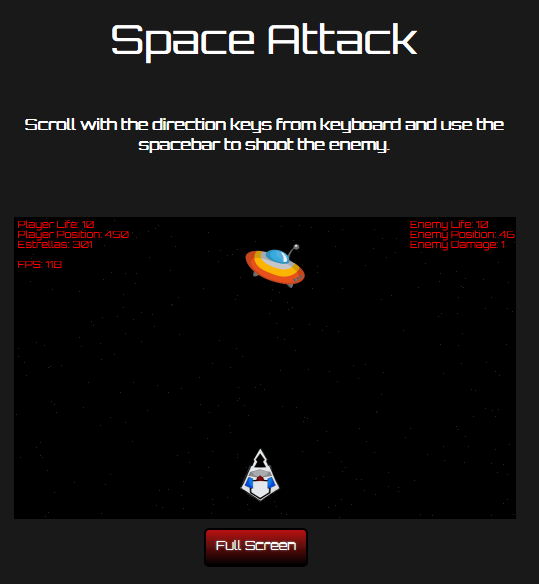 Space Attack
Scroll with the direction keys from keyboard and use the
spacebar to shoot the enemy.
Player Life: 10
Player Position: 450
Estrellas: 301
FPS: 118
Enemy Life: 10
Enemy Position: 46
Enemy Damage: 1
Full Screen